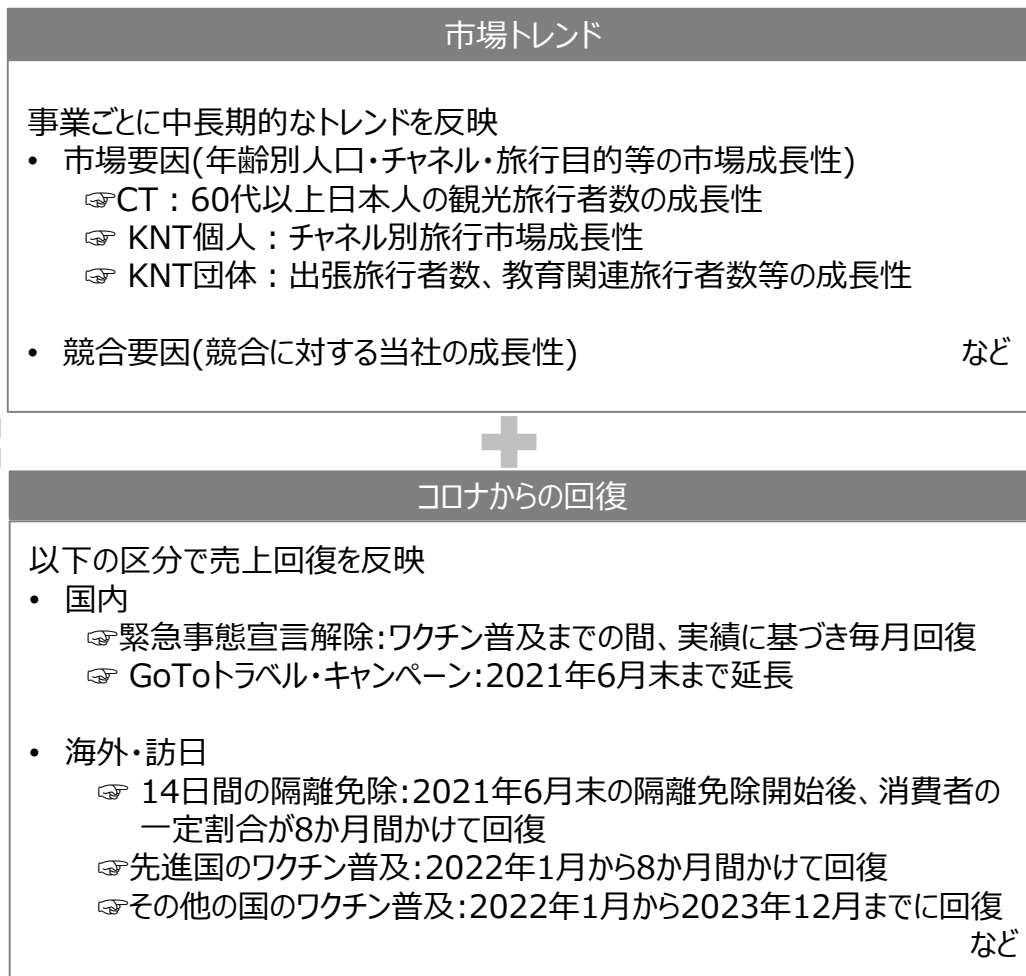 市場トレンド
事業ごとに中長期的なトレンドを反映
• 市場要因(年齢別人口・チャネル・旅行目的等の市場成長性)
☞CT：60代以上日本人の観光旅行者数の成長性
☞ KNT個人：チャネル別旅行市場成長性
☞ KNT団体：出張旅行者数、教育関連旅行者数等の成長性
• 競合要因(競合に対する当社の成長性) など
コロナからの回復
以下の区分で売上回復を反映
• 国内
☞緊急事態宣言解除:ワクチン普及までの間、実績に基づき毎月回復
☞ GoToトラベル・キャンペーン:2021年6月末まで延長
• 海外・訪日
☞ 14日間の隔離免除:2021年6月末の隔離免除開始後、消費者の
一定割合が8か月間かけて回復
☞先進国のワクチン普及:2022年1月から8か月間かけて回復
☞その他の国のワクチン普及:2022年1月から2023年12月までに回復
など